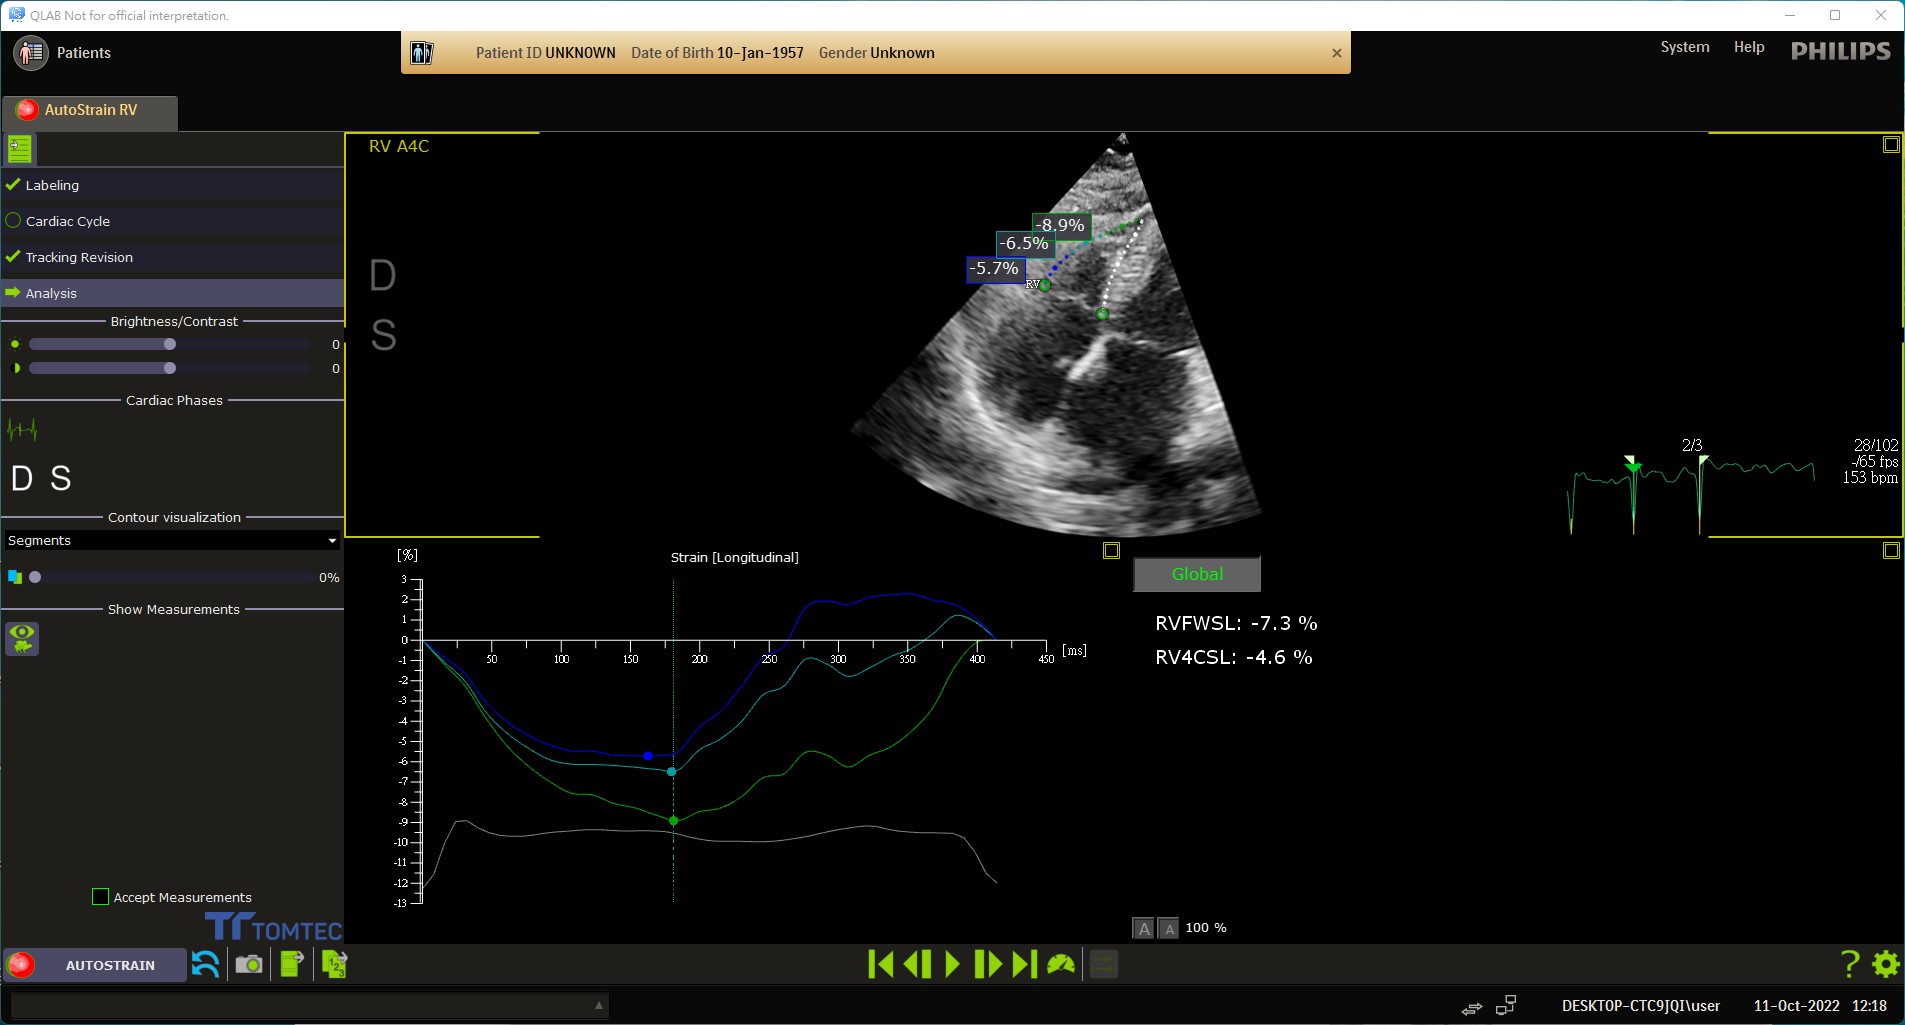 QLAB Not for official interpretation.
Patients
Patient ID UNKNOWN Date of Birth 10-Jan-1957 Gender Unknown
System Help PHILIPS
AutoStrain RV
Labeling
Cardiac Cycle
Tracking Revision
Analysis
Brightness/Contrast
0
0
Cardiac Phases
D S
Contour visualization
Segments
0%
Show Measurements
Accept Measurements
TOMTEC
RV A4C
D
S
-8.9%
-6.5%
-5.7%
RV
2/3
28/102
-/65 fps
153 bpm
[%]
Strain [Longitudinal]
3
2
1
0
-1
-2
-3
-4
-5
-6
-7
-8
-9
-10
-11
-12
-13
50 100 150 200 250 300 350 400 450 [ms]
Global
RVFWSL: -7.3 %
RV4CSL: -4.6 %
A A 100 %
AUTOSTRAIN
123
?
DESKTOP-CTC9JQI\user 11-Oct-2022 12:18